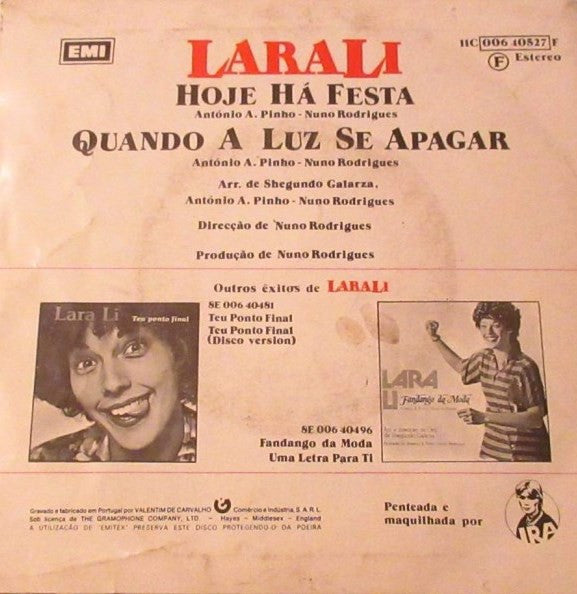 EMI
LARALI
11C 006 40527 F
F Estereo
HOJE HÁ FESTA
António A. Pinho - Nuno Rodrigues
QUANDO A LUZ SE APAGAR
António A. Pinho - Nuno Rodrigues
Arr. de Shegundo Galarza,
António A. Pinho - Nuno Rodrigues
Direcção de Nuno Rodrigues
Produção de Nuno Rodrigues
Outros êxitos de LARALI
Lara Li Teu ponto final
8E 006 40481
Teu Ponto Final
Teu Ponto Final
(Disco version)
LARA
LI
"Fandango da Moda"
8E 006 40496
Fandango da Moda
Uma Letra Para Ti
Gravado e fabricado em Portugal por VALENTIM DE CARVALHO Comércio e Indústria, S. A. R. L.
Sob licença de THE GRAMOPHONE COMPANY, LTD. - Hayes - Middlesex - England
A UTILIZAÇÃO DE "EMITEX" PRESERVA ESTE DISCO PROTEGENDO-O DA POEIRA
Penteada e
maquilhada por
IRA